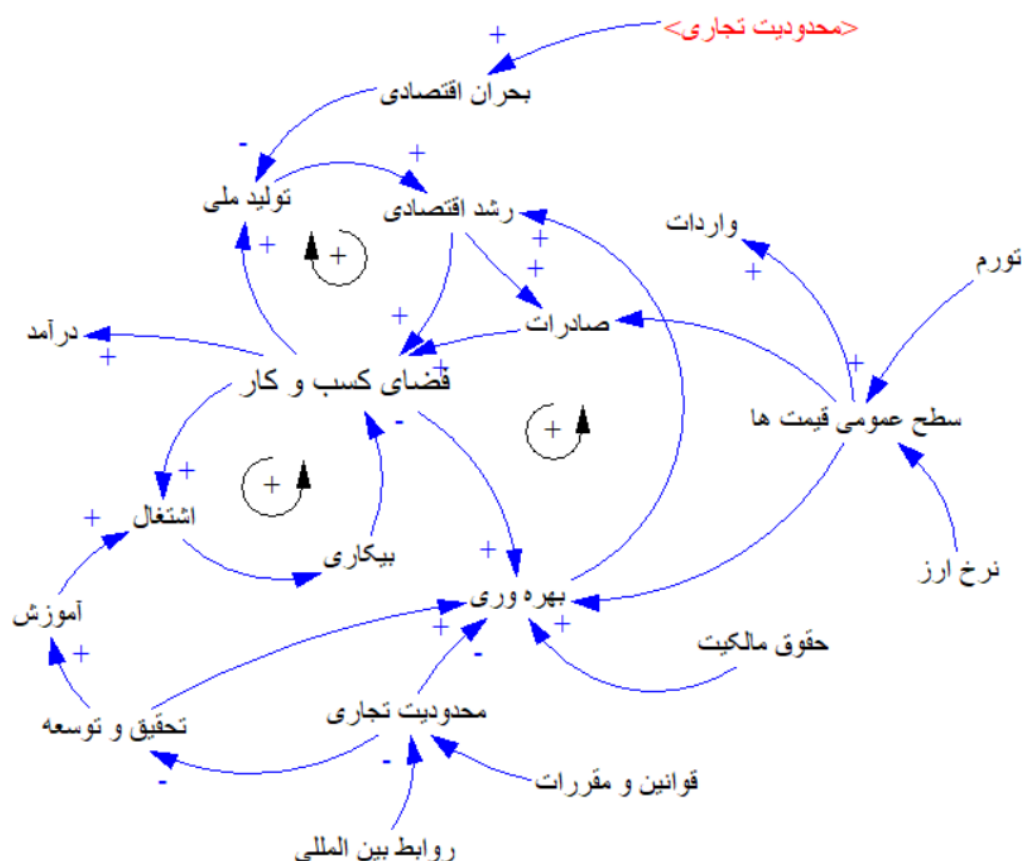 <محدودیت تجاری>
+
بحران اقتصادی
-
+
تولید ملی
رشد اقتصادی
واردات
+
+
+
+
+
تورم
درآمد
+
+
صادرات
+
فضای کسب و کار
+
-
سطح عمومی قیمت ها
+
+
+
اشتغال
+
بیکاری
+
نرخ ارز
آموزش
بهره وری
+
+
+
-
حقوق مالکیت
تحقیق و توسعه
محدودیت تجاری
-
-
قوانین و مقررات
روابط بین المللی